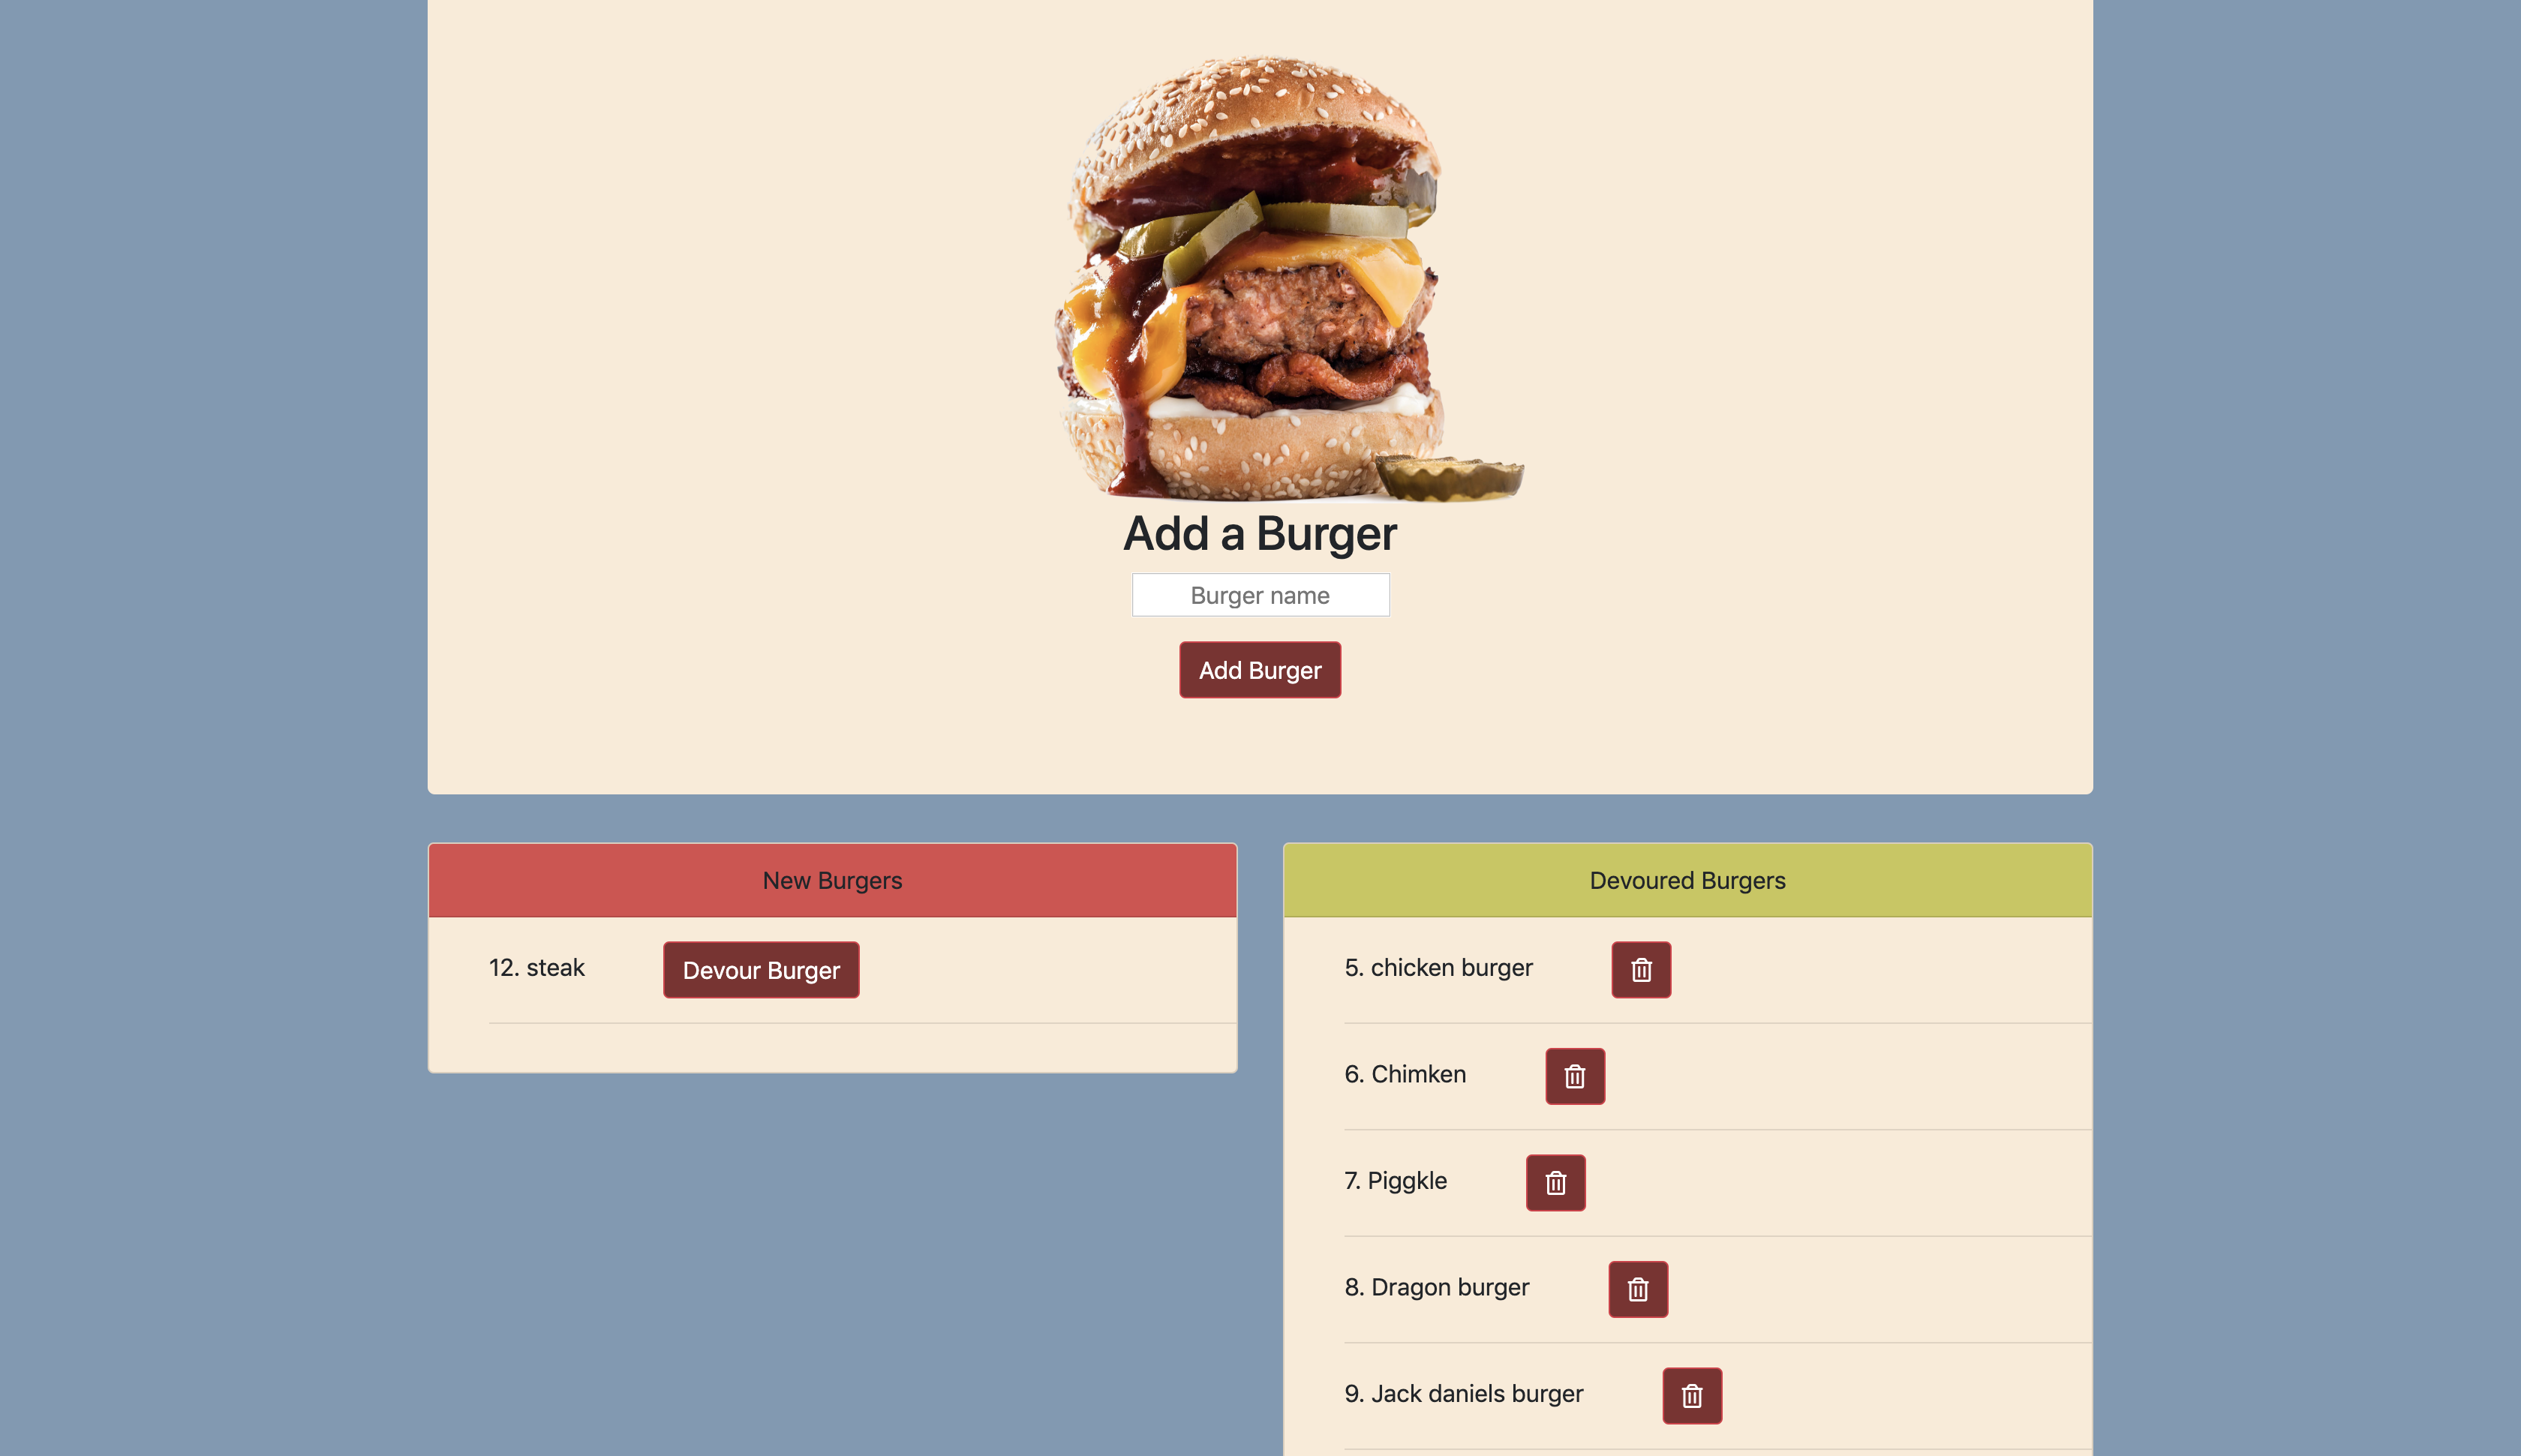 Add a Burger
Burger name
Add Burger
New Burgers
12. steak
Devour Burger
Devoured Burgers
5. chicken burger
6. Chimken
7. Piggkle
8. Dragon burger
9. Jack daniels burger